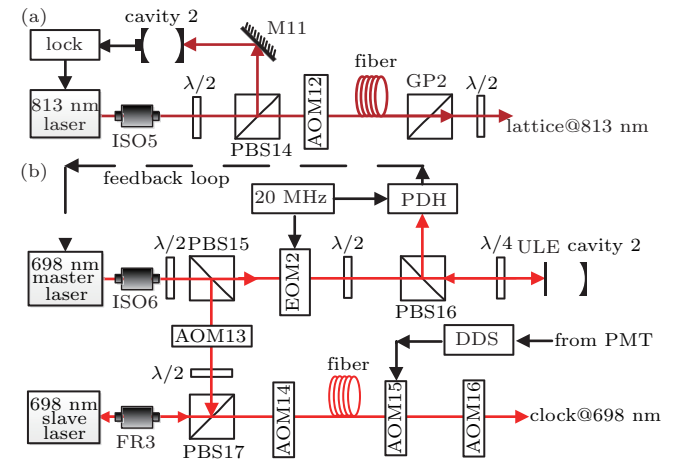 (a)
cavity 2
M11
lock
fiber
λ/2
GP2
λ/2
813 nm
laser
ISO5
PBS14
AOM12
lattice@813 nm
(b)
feedback loop
20 MHz
PDH
λ/2
PBS15
λ/2
λ/4
ULE cavity 2
698 nm
master
laser
ISO6
EOM2
PBS16
AOM13
DDS
from PMT
λ/2
fiber
698 nm
slave
laser
FR3
PBS17
AOM14
AOM15
AOM16
clock@698 nm